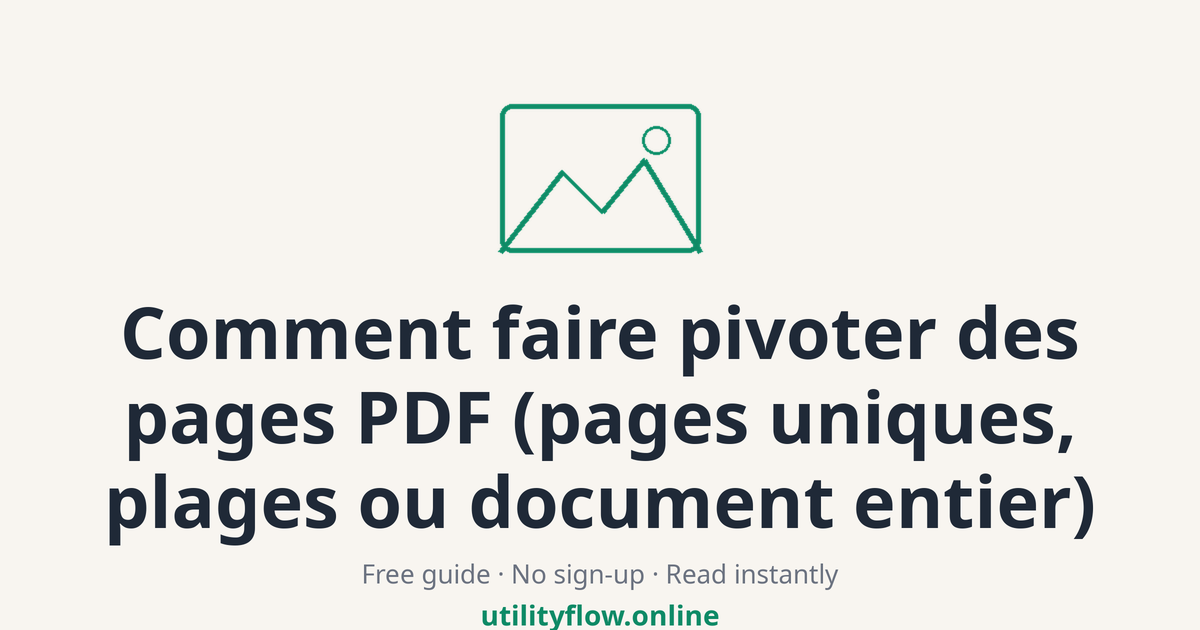 Comment faire pivoter des
pages PDF (pages uniques,
plages ou document entier)
Free guide · No sign-up · Read instantly
utilityflow.online